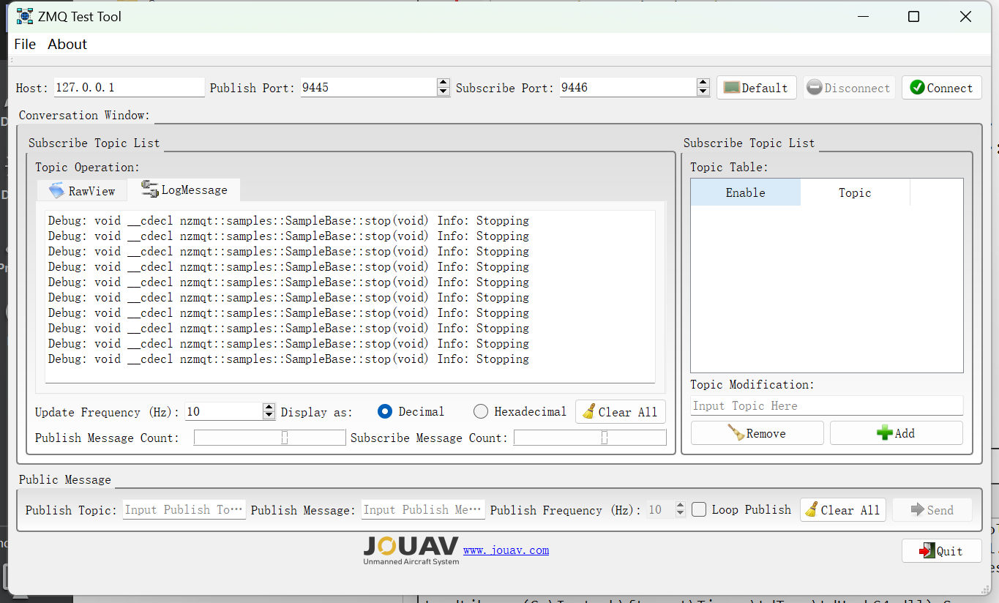 ZMQ Test Tool
File About
Host: 127.0.0.1 Publish Port: 9445 Subscribe Port: 9446 Default Disconnect Connect
Conversation Window:
Subscribe Topic List Subscribe Topic List
Topic Operation: Topic Table:
RawView LogMessage Enable Topic
Debug: void __cdecl nzmqt::samples::SampleBase::stop(void) Info: Stopping
Debug: void __cdecl nzmqt::samples::SampleBase::stop(void) Info: Stopping
Debug: void __cdecl nzmqt::samples::SampleBase::stop(void) Info: Stopping
Debug: void __cdecl nzmqt::samples::SampleBase::stop(void) Info: Stopping
Debug: void __cdecl nzmqt::samples::SampleBase::stop(void) Info: Stopping
Debug: void __cdecl nzmqt::samples::SampleBase::stop(void) Info: Stopping
Debug: void __cdecl nzmqt::samples::SampleBase::stop(void) Info: Stopping
Debug: void __cdecl nzmqt::samples::SampleBase::stop(void) Info: Stopping
Debug: void __cdecl nzmqt::samples::SampleBase::stop(void) Info: Stopping
Debug: void __cdecl nzmqt::samples::SampleBase::stop(void) Info: Stopping
Topic Modification:
Input Topic Here
Update Frequency (Hz): 10 Display as: Decimal Hexadecimal Clear All
Remove Add
Publish Message Count: Subscribe Message Count:
Public Message
Publish Topic: Input Publish To… Publish Message: Input Publish Me… Publish Frequency (Hz): 10 Loop Publish Clear All Send
JOUAV www.jouav.com Quit
Unmanned Aircraft System